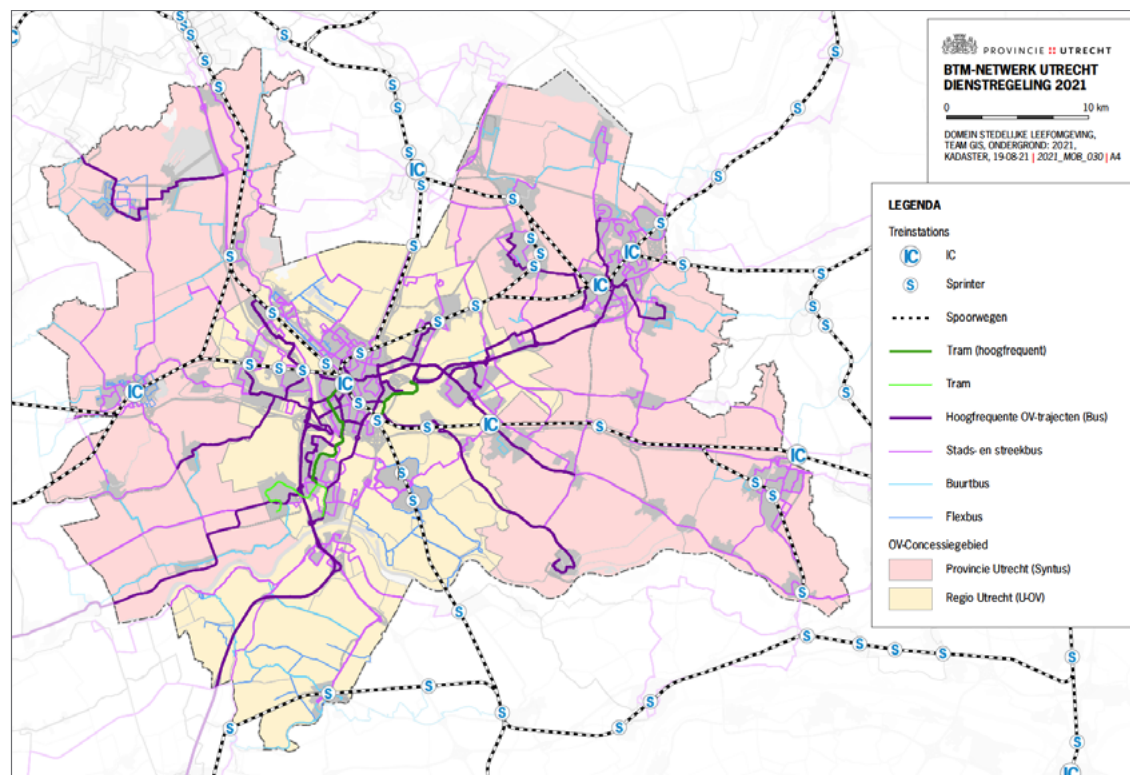 PROVINCIE :: UTRECHT
BTM-NETWERK UTRECHT
DIENSTREGELING 2021
0 10 km
DOMEIN STEDELIJKE LEEFOMGEVING,
TEAM GIS, ONDERGROND: 2021,
KADASTER, 19-08-21 | 2021_MOB_030 | A4
LEGENDA
Treinstations
IC IC
S Sprinter
Spoorwegen
Tram (hoogfrequent)
Tram
Hoogfrequente OV-trajecten (Bus)
Stads- en streekbus
Buurtbus
Flexbus
OV-Concessiegebied
Provincie Utrecht (Syntus)
Regio Utrecht (U-OV)